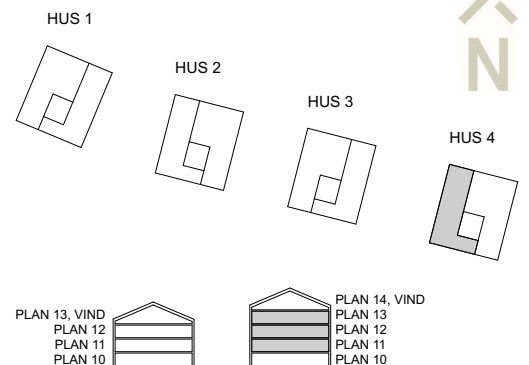 HUS 1
HUS 2
HUS 3
HUS 4
N
PLAN 13, VIND
PLAN 12
PLAN 11
PLAN 10
PLAN 14, VIND
PLAN 13
PLAN 12
PLAN 11
PLAN 10